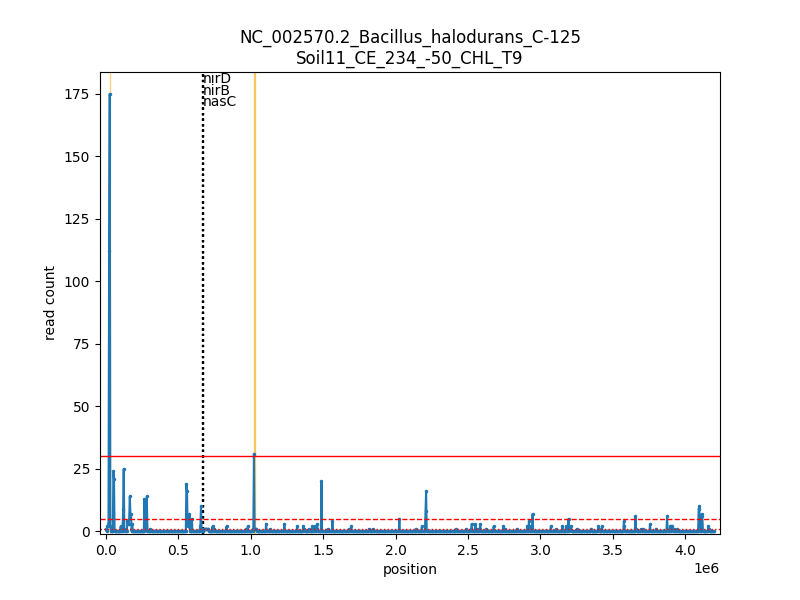 NC_002570.2_Bacillus_halodurans_C-125
Soil11_CE_234_-50_CHL_T9
nirD
nirB
nasC
175
150
125
100
75
50
25
0
read count
0.0 0.5 1.0 1.5 2.0 2.5 3.0 3.5 4.0
1e6
position